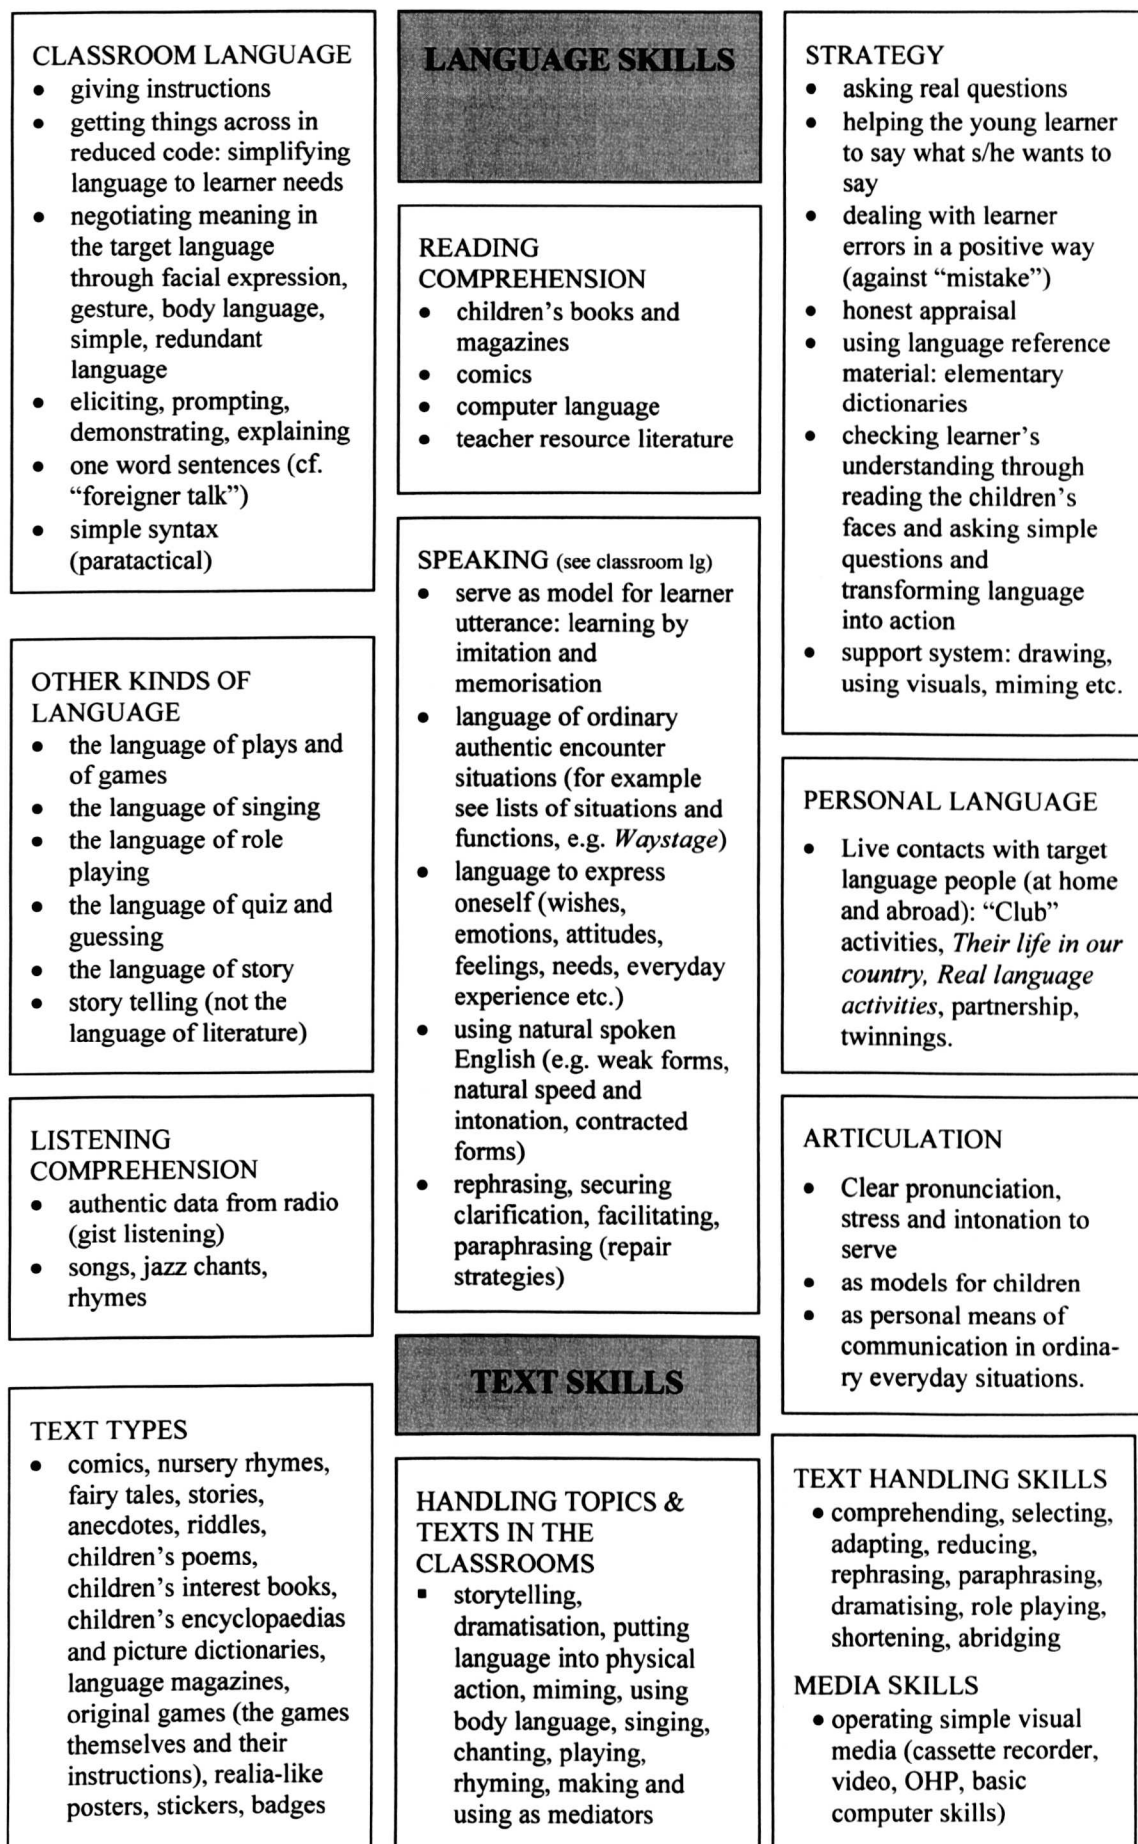 CLASSROOM LANGUAGE
• giving instructions
• getting things across in
reduced code: simplifying
language to learner needs
• negotiating meaning in
the target language
through facial expression,
gesture, body language,
simple, redundant
language
• eliciting, prompting,
demonstrating, explaining
• one word sentences (cf.
“foreigner talk”)
• simple syntax
(paratactical)
OTHER KINDS OF
LANGUAGE
• the language of plays and
of games
• the language of singing
• the language of role
playing
• the language of quiz and
guessing
• the language of story
• story telling (not the
language of literature)
LISTENING
COMPREHENSION
• authentic data from radio
(gist listening)
• songs, jazz chants,
rhymes
TEXT TYPES
• comics, nursery rhymes,
fairy tales, stories,
anecdotes, riddles,
children’s poems,
children’s interest books,
children’s encyclopaedias
and picture dictionaries,
language magazines,
original games (the games
themselves and their
instructions), realia-like
posters, stickers, badges
LANGUAGE SKILLS
READING
COMPREHENSION
• children’s books and
magazines
• comics
• computer language
• teacher resource literature
SPEAKING (see classroom lg)
• serve as model for learner
utterance: learning by
imitation and
memorisation
• language of ordinary
authentic encounter
situations (for example
see lists of situations and
functions, e.g. Waystage)
• language to express
oneself (wishes,
emotions, attitudes,
feelings, needs, everyday
experience etc.)
• using natural spoken
English (e.g. weak forms,
natural speed and
intonation, contracted
forms)
• rephrasing, securing
clarification, facilitating,
paraphrasing (repair
strategies)
TEXT SKILLS
HANDLING TOPICS &
TEXTS IN THE
CLASSROOMS
▪ storytelling,
dramatisation, putting
language into physical
action, miming, using
body language, singing,
chanting, playing,
rhyming, making and
using as mediators
STRATEGY
• asking real questions
• helping the young learner
to say what s/he wants to
say
• dealing with learner
errors in a positive way
(against “mistake”)
• honest appraisal
• using language reference
material: elementary
dictionaries
• checking learner’s
understanding through
reading the children’s
faces and asking simple
questions and
transforming language
into action
• support system: drawing,
using visuals, miming etc.
PERSONAL LANGUAGE
• Live contacts with target
language people (at home
and abroad): “Club”
activities, Their life in our
country, Real language
activities, partnership,
twinnings.
ARTICULATION
• Clear pronunciation,
stress and intonation to
serve
• as models for children
• as personal means of
communication in ordina-
ry everyday situations.
TEXT HANDLING SKILLS
• comprehending, selecting,
adapting, reducing,
rephrasing, paraphrasing,
dramatising, role playing,
shortening, abridging
MEDIA SKILLS
• operating simple visual
media (cassette recorder,
video, OHP, basic
computer skills)